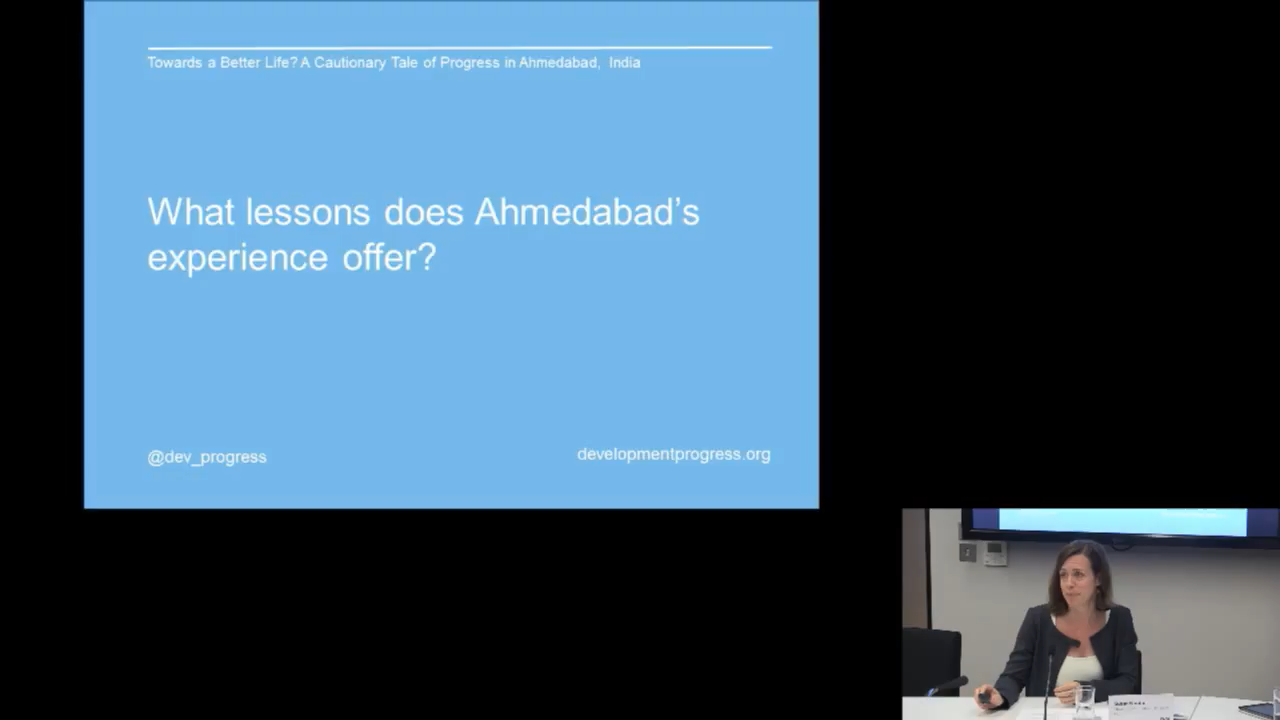 Towards a Better Life? A Cautionary Tale of Progress in Ahmedabad, India
What lessons does Ahmedabad's
experience offer?
@dev_progress
developmentprogress.org